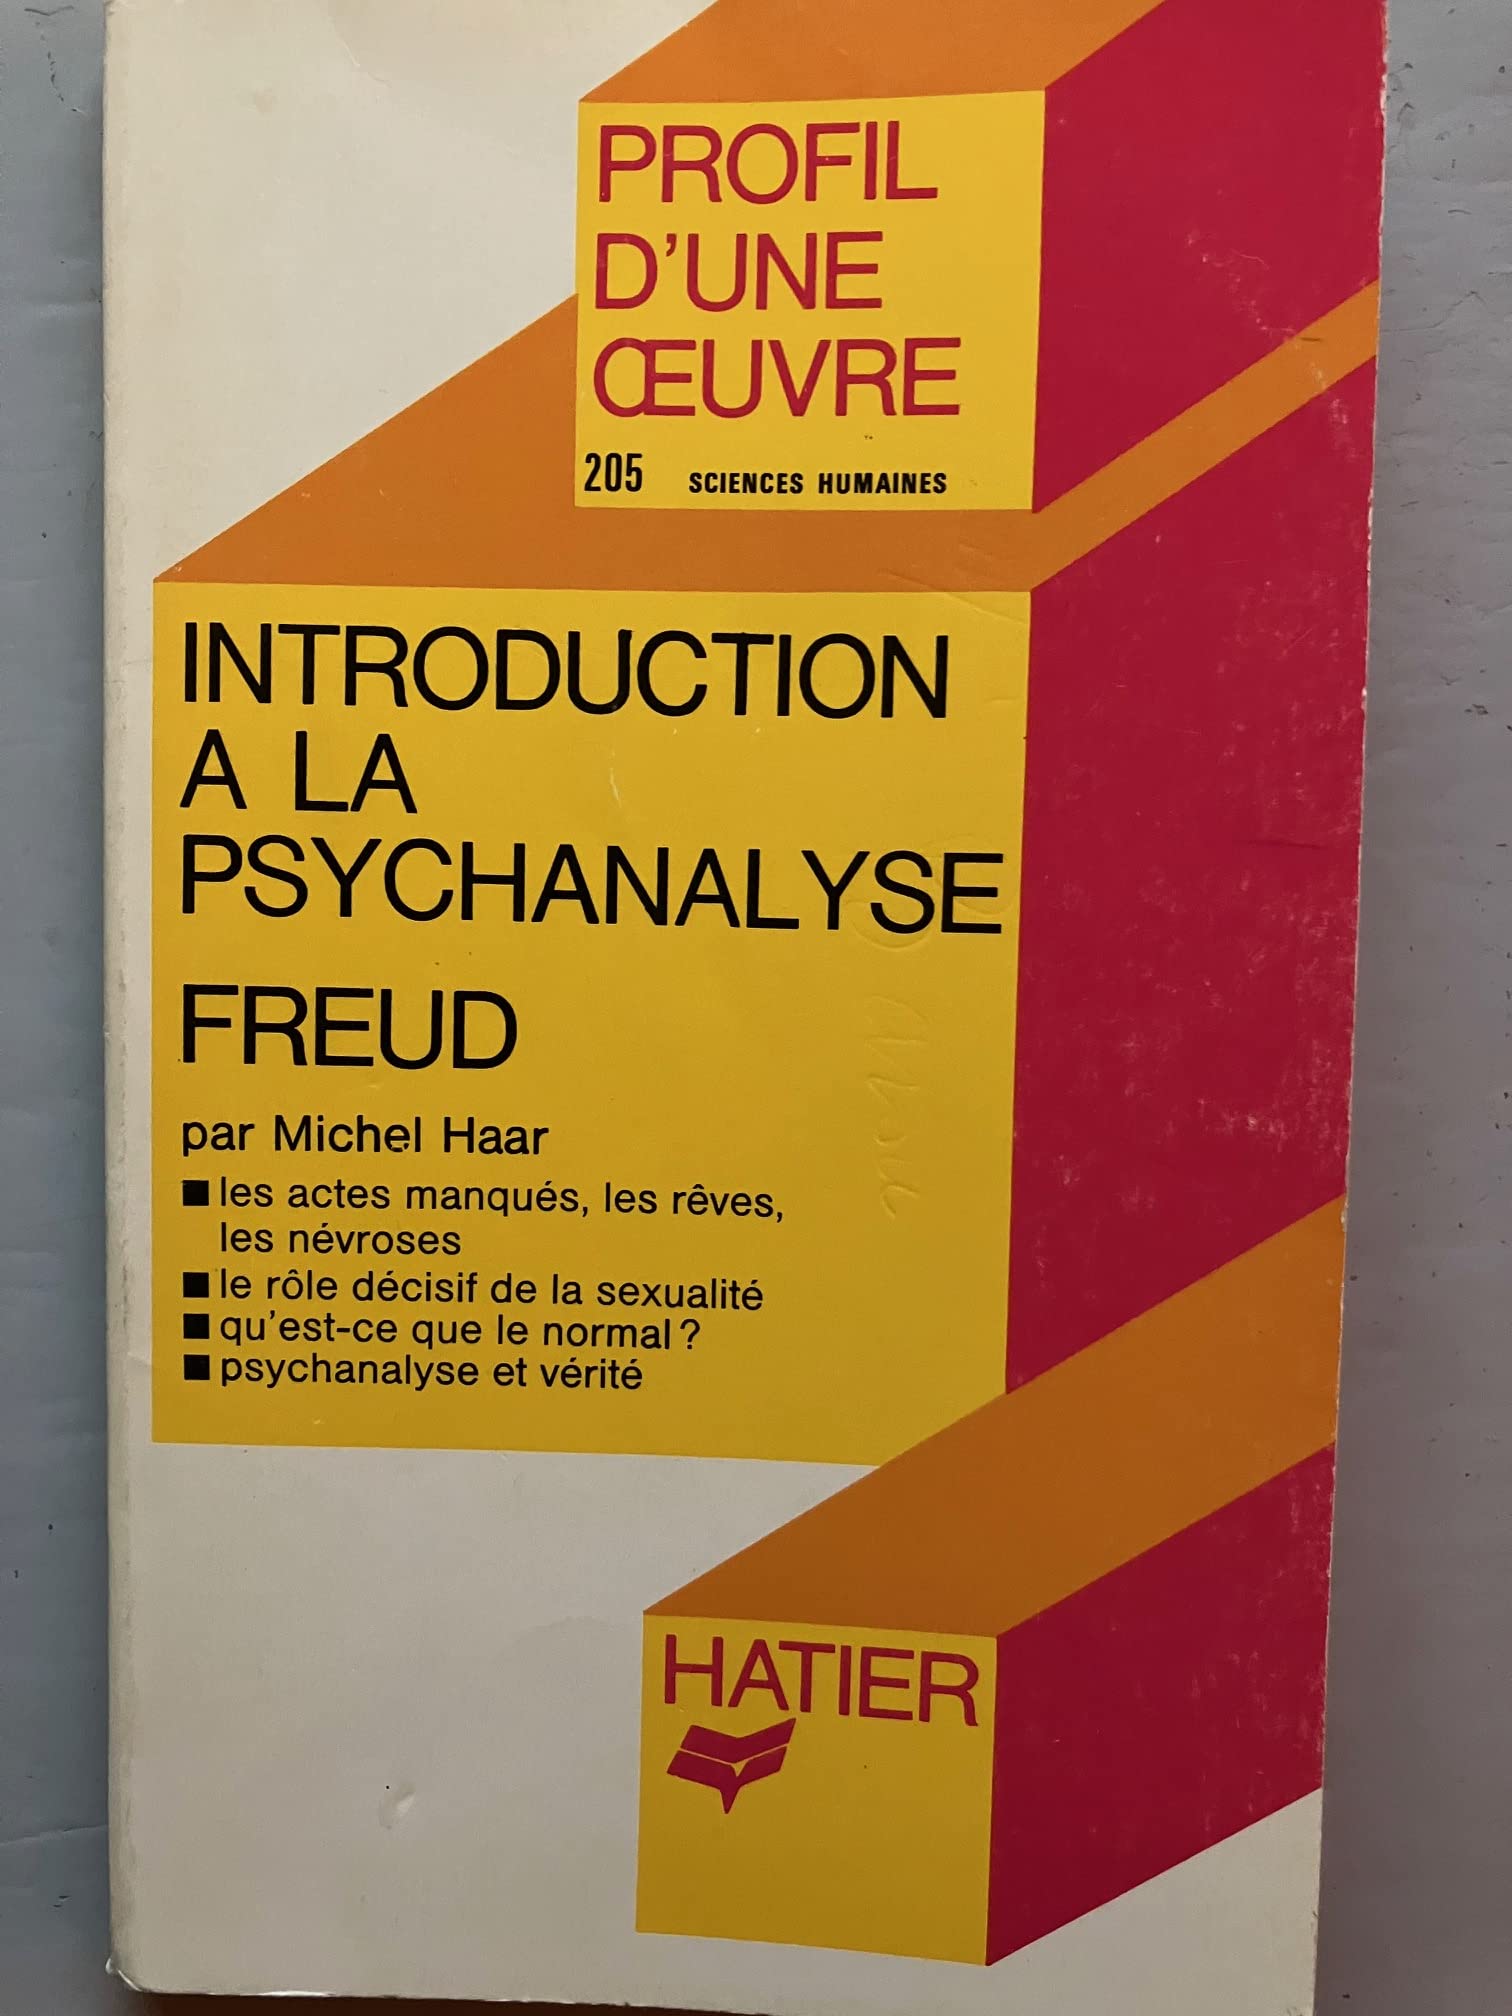 PROFIL
D'UNE
ŒUVRE
205 SCIENCES HUMAINES
INTRODUCTION
A LA
PSYCHANALYSE
FREUD
par Michel Haar
■ les actes manqués, les rêves,
les névroses
■ le rôle décisif de la sexualité
■ qu'est-ce que le normal ?
■ psychanalyse et vérité
HATIER